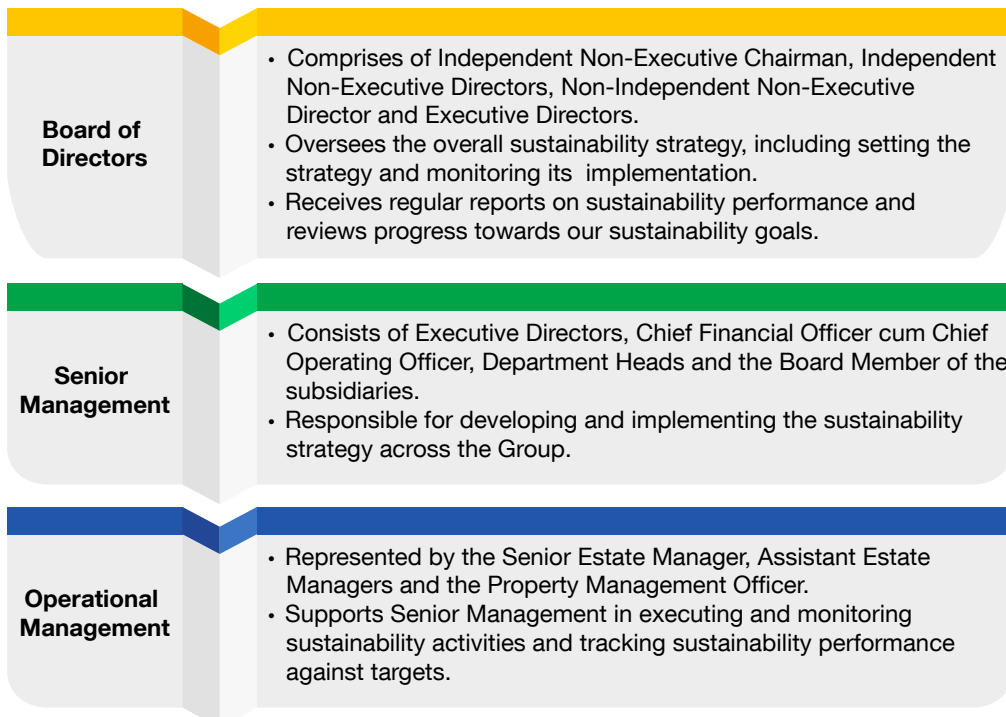 Board of
Directors
• Comprises of Independent Non-Executive Chairman, Independent
Non-Executive Directors, Non-Independent Non-Executive
Director and Executive Directors.
• Oversees the overall sustainability strategy, including setting the
strategy and monitoring its implementation.
• Receives regular reports on sustainability performance and
reviews progress towards our sustainability goals.
Senior
Management
• Consists of Executive Directors, Chief Financial Officer cum Chief
Operating Officer, Department Heads and the Board Member of the
subsidiaries.
• Responsible for developing and implementing the sustainability
strategy across the Group.
Operational
Management
• Represented by the Senior Estate Manager, Assistant Estate
Managers and the Property Management Officer.
• Supports Senior Management in executing and monitoring
sustainability activities and tracking sustainability performance
against targets.